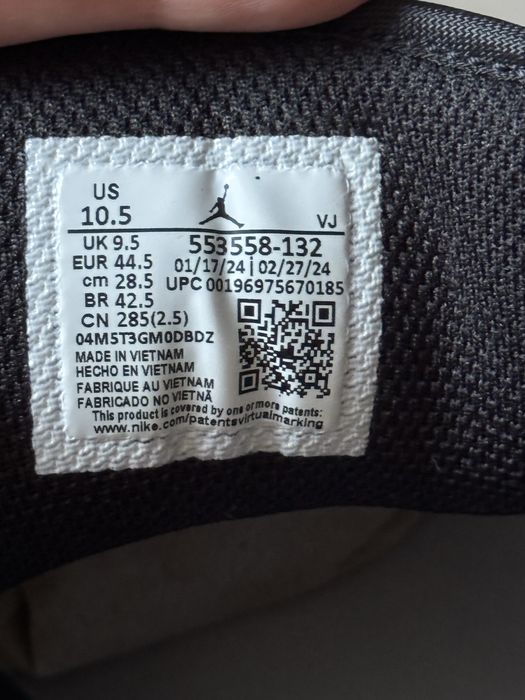 US
10.5
VJ
UK 9.5
EUR 44.5
cm 28.5
BR 42.5
CN 285(2.5)
553558-132
01/17/24 | 02/27/24
UPC 00196975670185
04M5T3GM0DBDZ
MADE IN VIETNAM
HECHO EN VIETNAM
FABRIQUE AU VIETNAM
FABRICADO NO VIETNÃ
This product is covered by one or more patents:
www.nike.com/patentsvirtualmarking